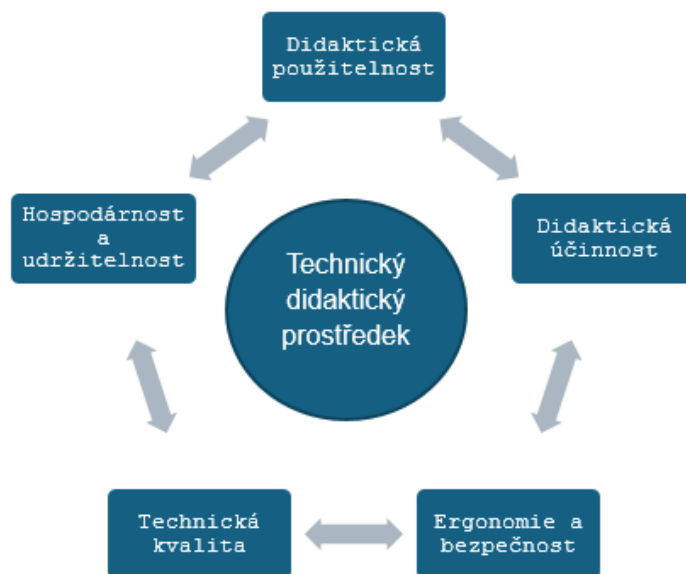 Didaktická
použitelnost
Hospodárnost
a
udržitelnost
Didaktická
účinnost
Technický
didaktický
prostředek
Technická
kvalita
Ergonomie a
bezpečnost